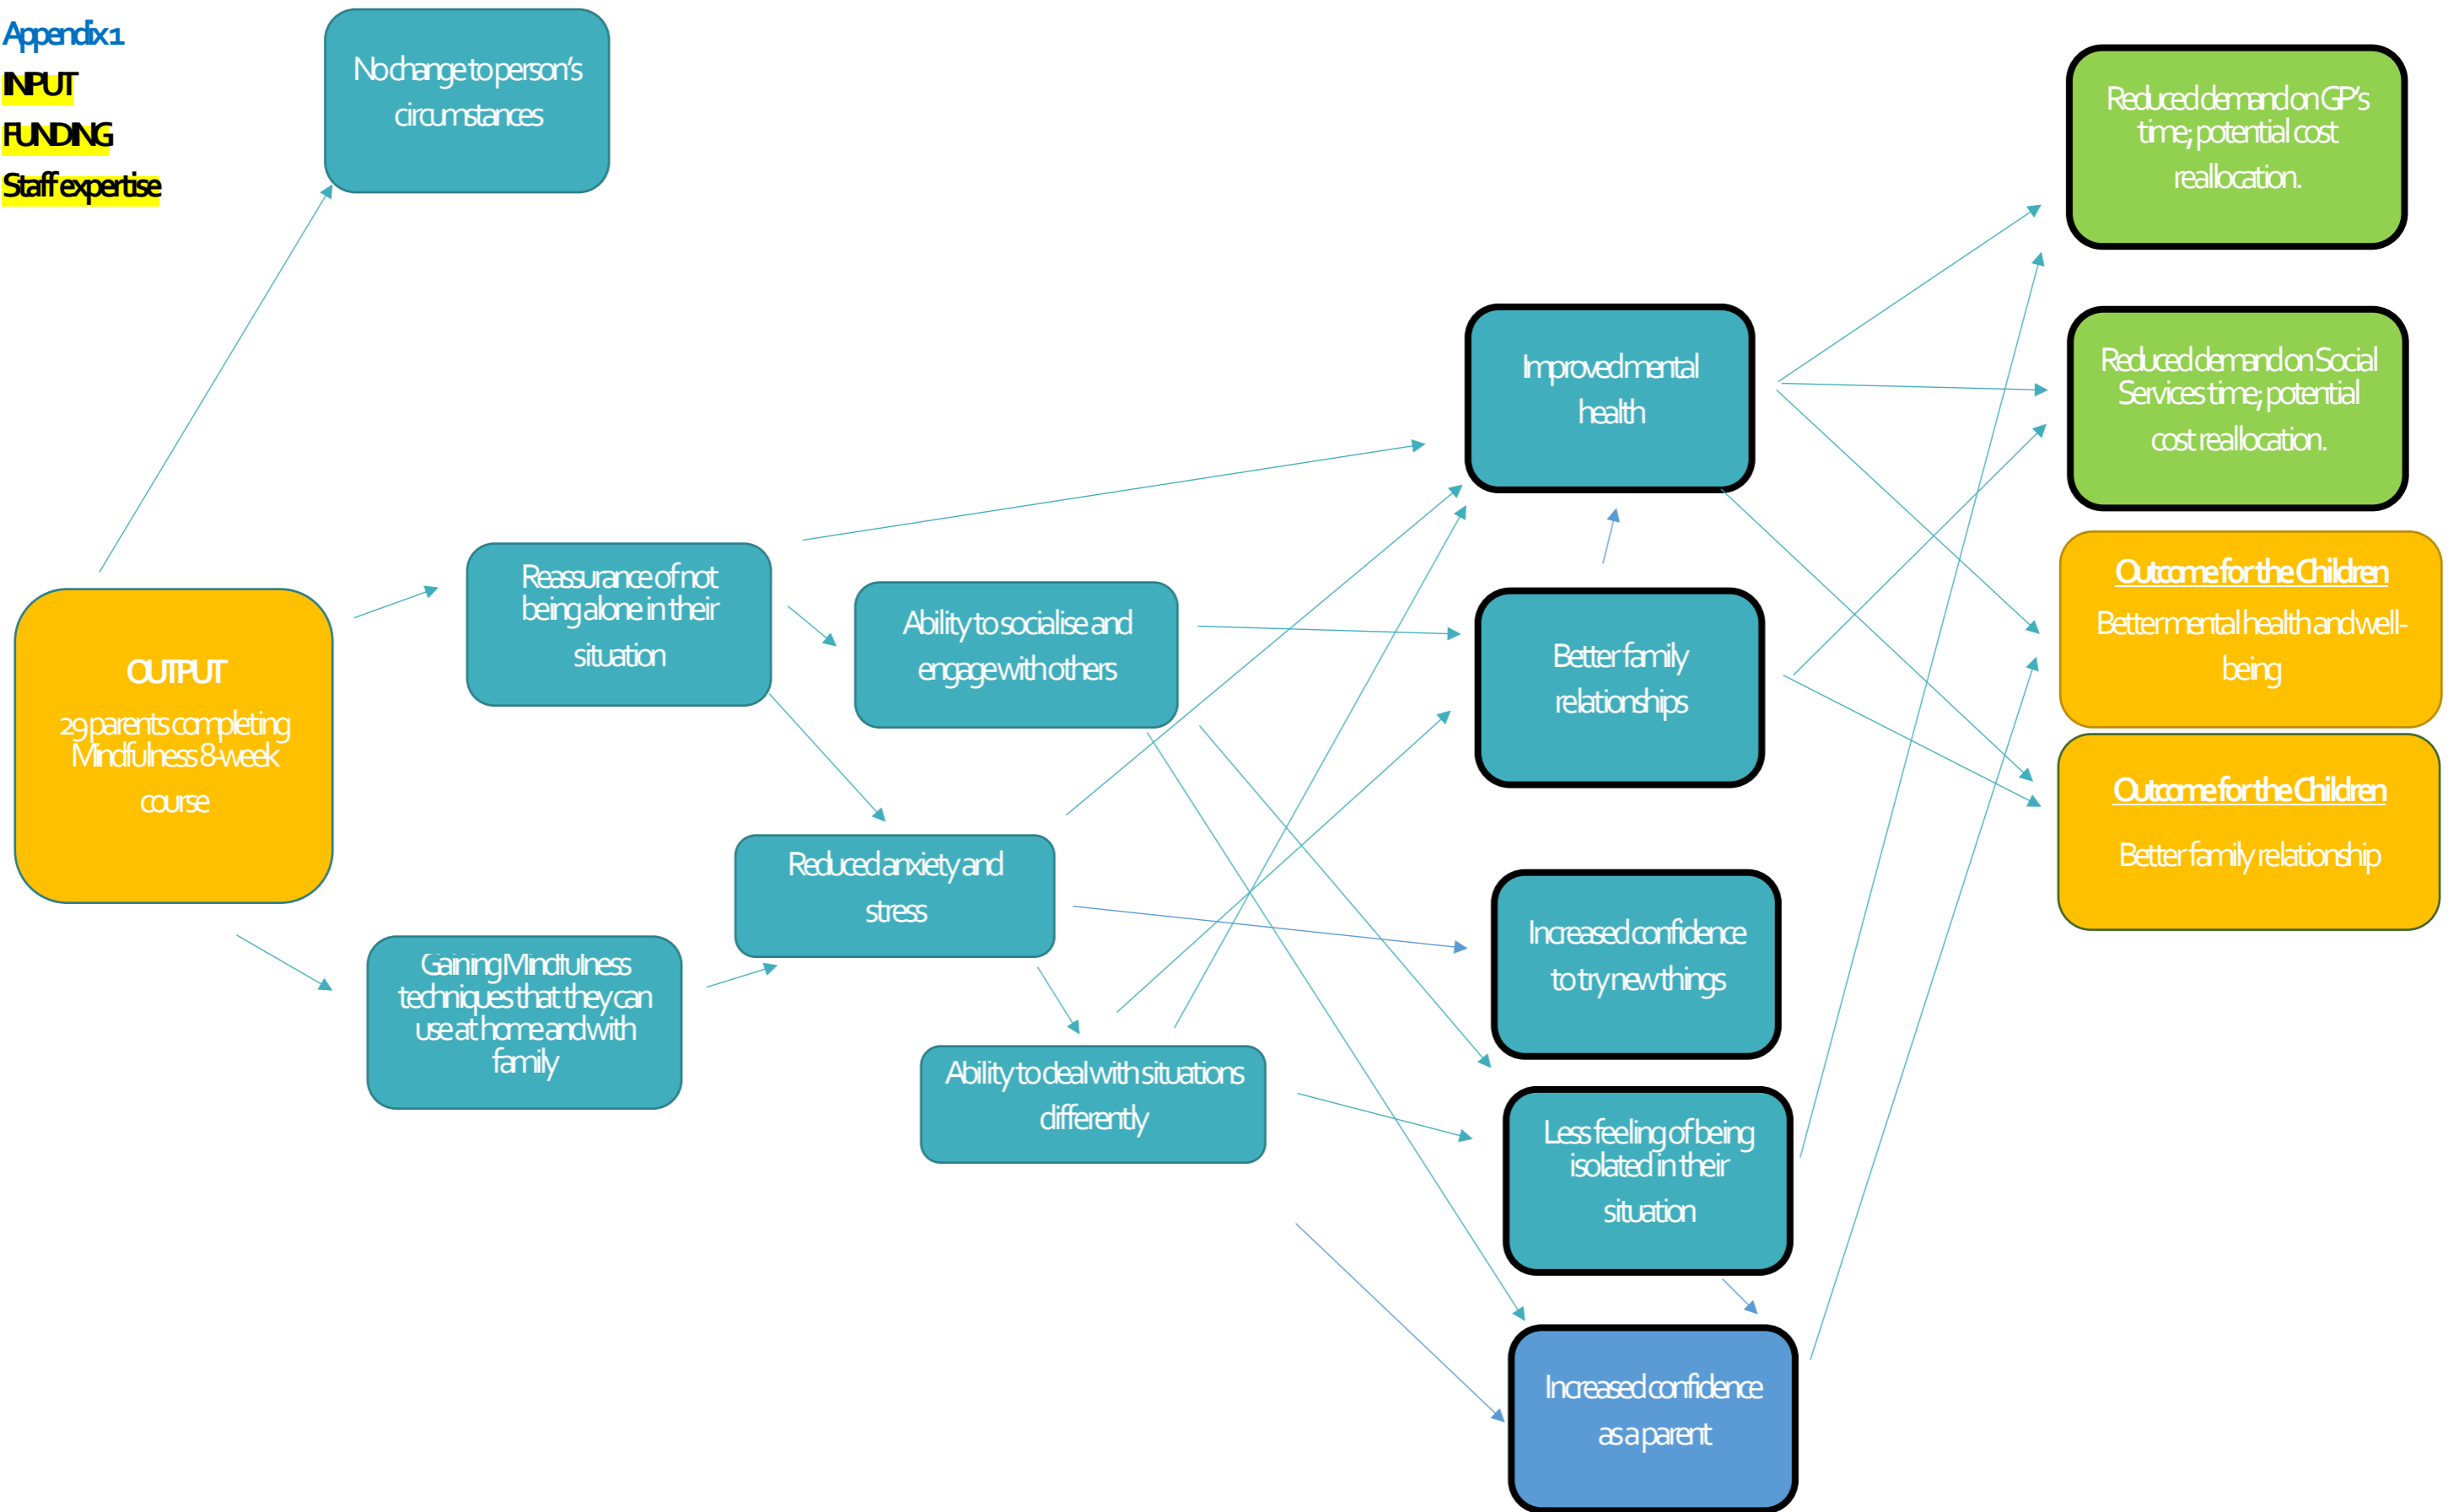 Appendix 1
INPUT
FUNDING
Staff expertise
No change to person's
circumstances
Reduced demand on GP's
time; potential cost
reallocation.
Improved mental
health
Reduced demand on Social
Services time; potential
cost reallocation.
Reassurance of not
being alone in their
situation
Ability to socialise and
engage with others
Better family
relationships
Outcome for the Children
Better mental health and well-
being
OUTPUT
29 parents completing
Mindfulness 8-week
course
Outcome for the Children
Better family relationship
Reduced anxiety and
stress
Increased confidence
to try new things
Gaining Mindfulness
techniques that they can
use at home and with
family
Ability to deal with situations
differently
Less feeling of being
isolated in their
situation
Increased confidence
as a parent